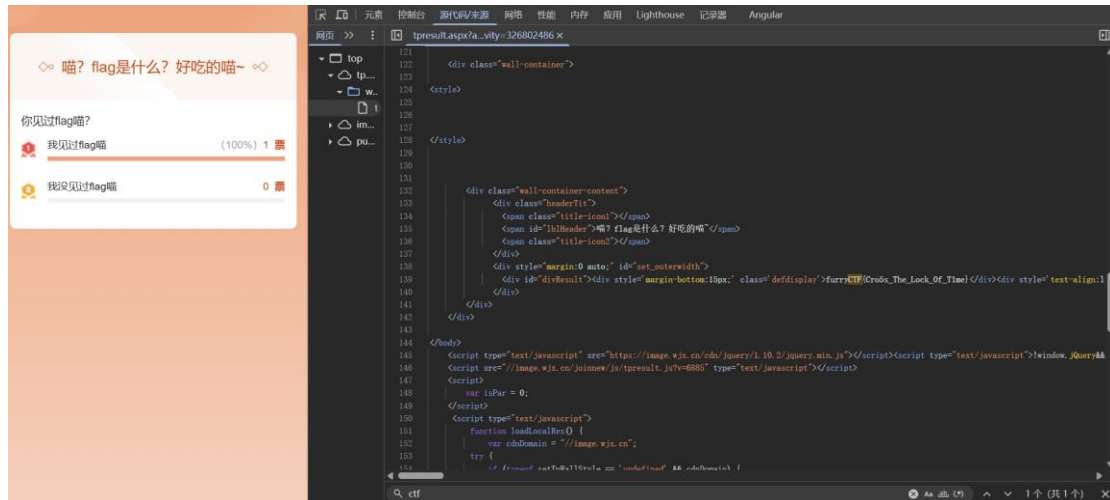 喵？flag是什么？好吃的喵~
你见过flag喵?
我见过flag喵 (100%) 1 票
我没见过flag喵 0 票
元素 控制台 源代码/来源 网络 性能 内存 应用 Lighthouse 记录器 Angular
网页 >> tpresult.aspx?a...vity=326802486 ×
top
tp....
w..
t
im...
pu...
121
122 <div class="wall-container">
123
124 <style>
125
126
127
128 </style>
129
130
131
132 <div class="wall-container-content">
133 <div class="headerTit">
134 <span class="title-icon1"></span>
135 <span id="lblHeader">喵? flag是什么? 好吃的喵~</span>
136 <span class="title-icon2"></span>
137 </div>
138 <div style="margin:0 auto;" id="set_outerwidth">
139 <div id="divResult"><div style='margin-bottom:15px;' class='defdisplay'>furryCTF{Cro5s_The_Lock_Of_T1me}</div><div style='text-align:l
140 </div>
141 </div>
142 </div>
143
144 </body>
145 <script type="text/javascript" src="https://image.wjx.cn/cdn/jquery/1.10.2/jquery.min.js"></script><script type="text/javascript">!window.jQuery&&
146 <script src="//image.wjx.cn/joinnew/js/tpresult.js?v=6885" type="text/javascript"></script>
147 <script>
148 var isPar = 0;
149 </script>
150 <script type="text/javascript">
151 function loadLocalRes() {
152 var cdnDomain = "//image.wjx.cn";
153 try {
154 if (typeof setToWallStyle == 'undefined' && cdnDomain) {
ctf Aa ab. (.*) 1个 (共1个) ×